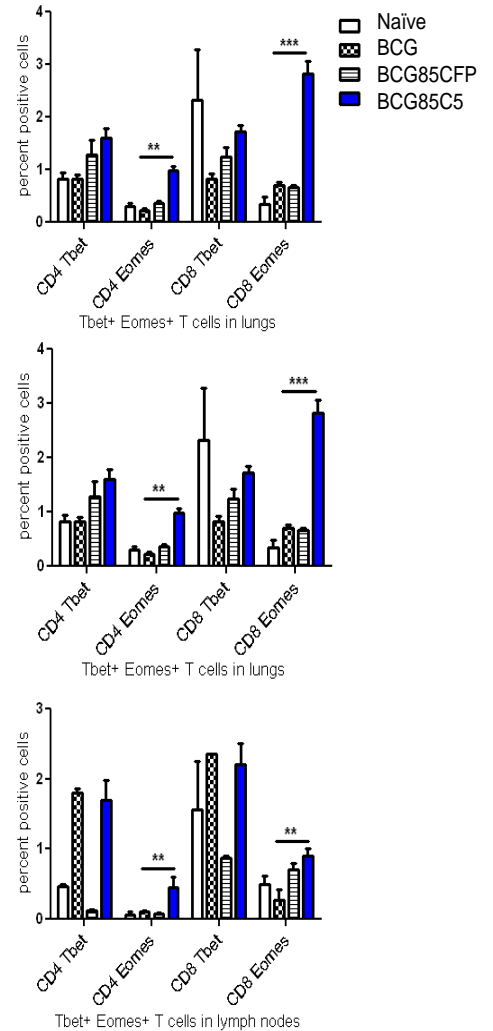 4
3
2
1
0
percent positive cells
**
***
CD4 Tbet
CD4 Eomes
CD8 Tbet
CD8 Eomes
Tbet+ Eomes+ T cells in lungs
Naïve
BCG
BCG85CFP
BCG85C5
4
3
2
1
0
percent positive cells
**
***
CD4 Tbet
CD4 Eomes
CD8 Tbet
CD8 Eomes
Tbet+ Eomes+ T cells in lungs
3
2
1
0
percent positive cells
**
**
CD4 Tbet
CD4 Eomes
CD8 Tbet
CD8 Eomes
Tbet+ Eomes+ T cells in lymph nodes